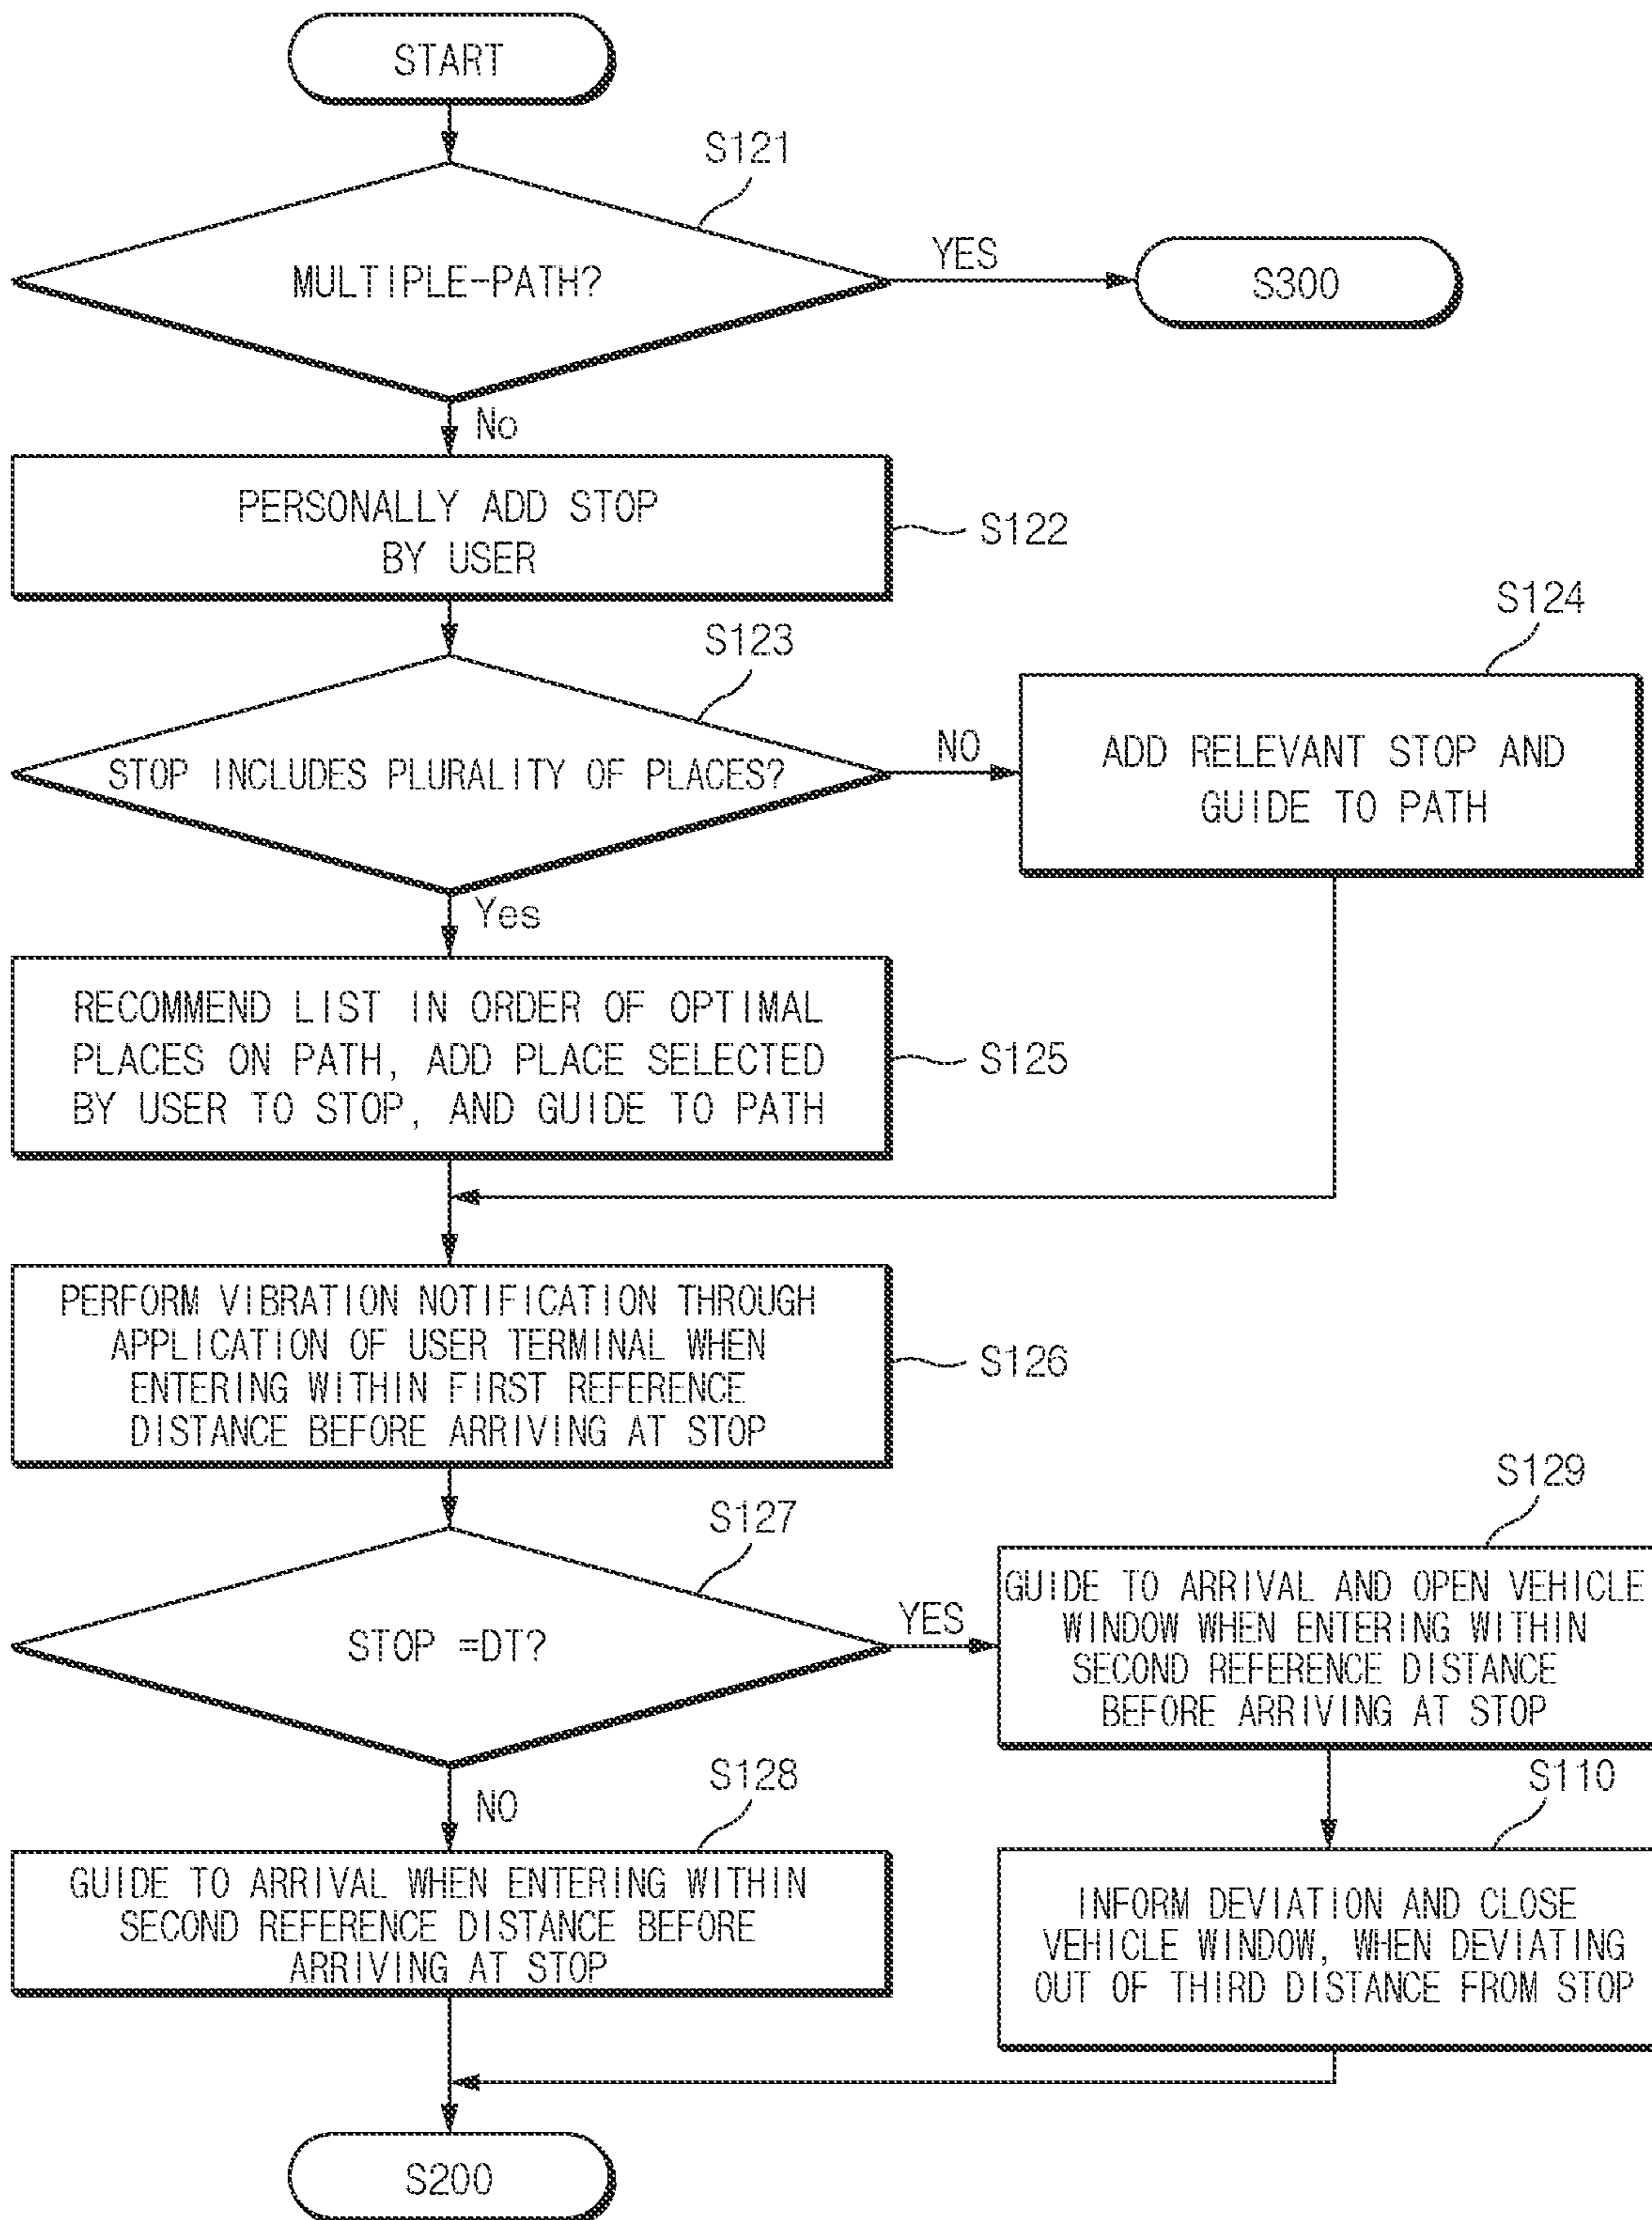 START
S121
MULTIPLE-PATH?
YES
S300
No
PERSONALLY ADD STOP
BY USER
S122
S123
STOP INCLUDES PLURALITY OF PLACES?
NO
S124
ADD RELEVANT STOP AND
GUIDE TO PATH
Yes
RECOMMEND LIST IN ORDER OF OPTIMAL
PLACES ON PATH, ADD PLACE SELECTED
BY USER TO STOP, AND GUIDE TO PATH
S125
PERFORM VIBRATION NOTIFICATION THROUGH
APPLICATION OF USER TERMINAL WHEN
ENTERING WITHIN FIRST REFERENCE
DISTANCE BEFORE ARRIVING AT STOP
S126
S127
STOP =DT?
YES
S129
GUIDE TO ARRIVAL AND OPEN VEHICLE
WINDOW WHEN ENTERING WITHIN
SECOND REFERENCE DISTANCE
BEFORE ARRIVING AT STOP
NO
S128
GUIDE TO ARRIVAL WHEN ENTERING WITHIN
SECOND REFERENCE DISTANCE BEFORE
ARRIVING AT STOP
S110
INFORM DEVIATION AND CLOSE
VEHICLE WINDOW, WHEN DEVIATING
OUT OF THIRD DISTANCE FROM STOP
S200